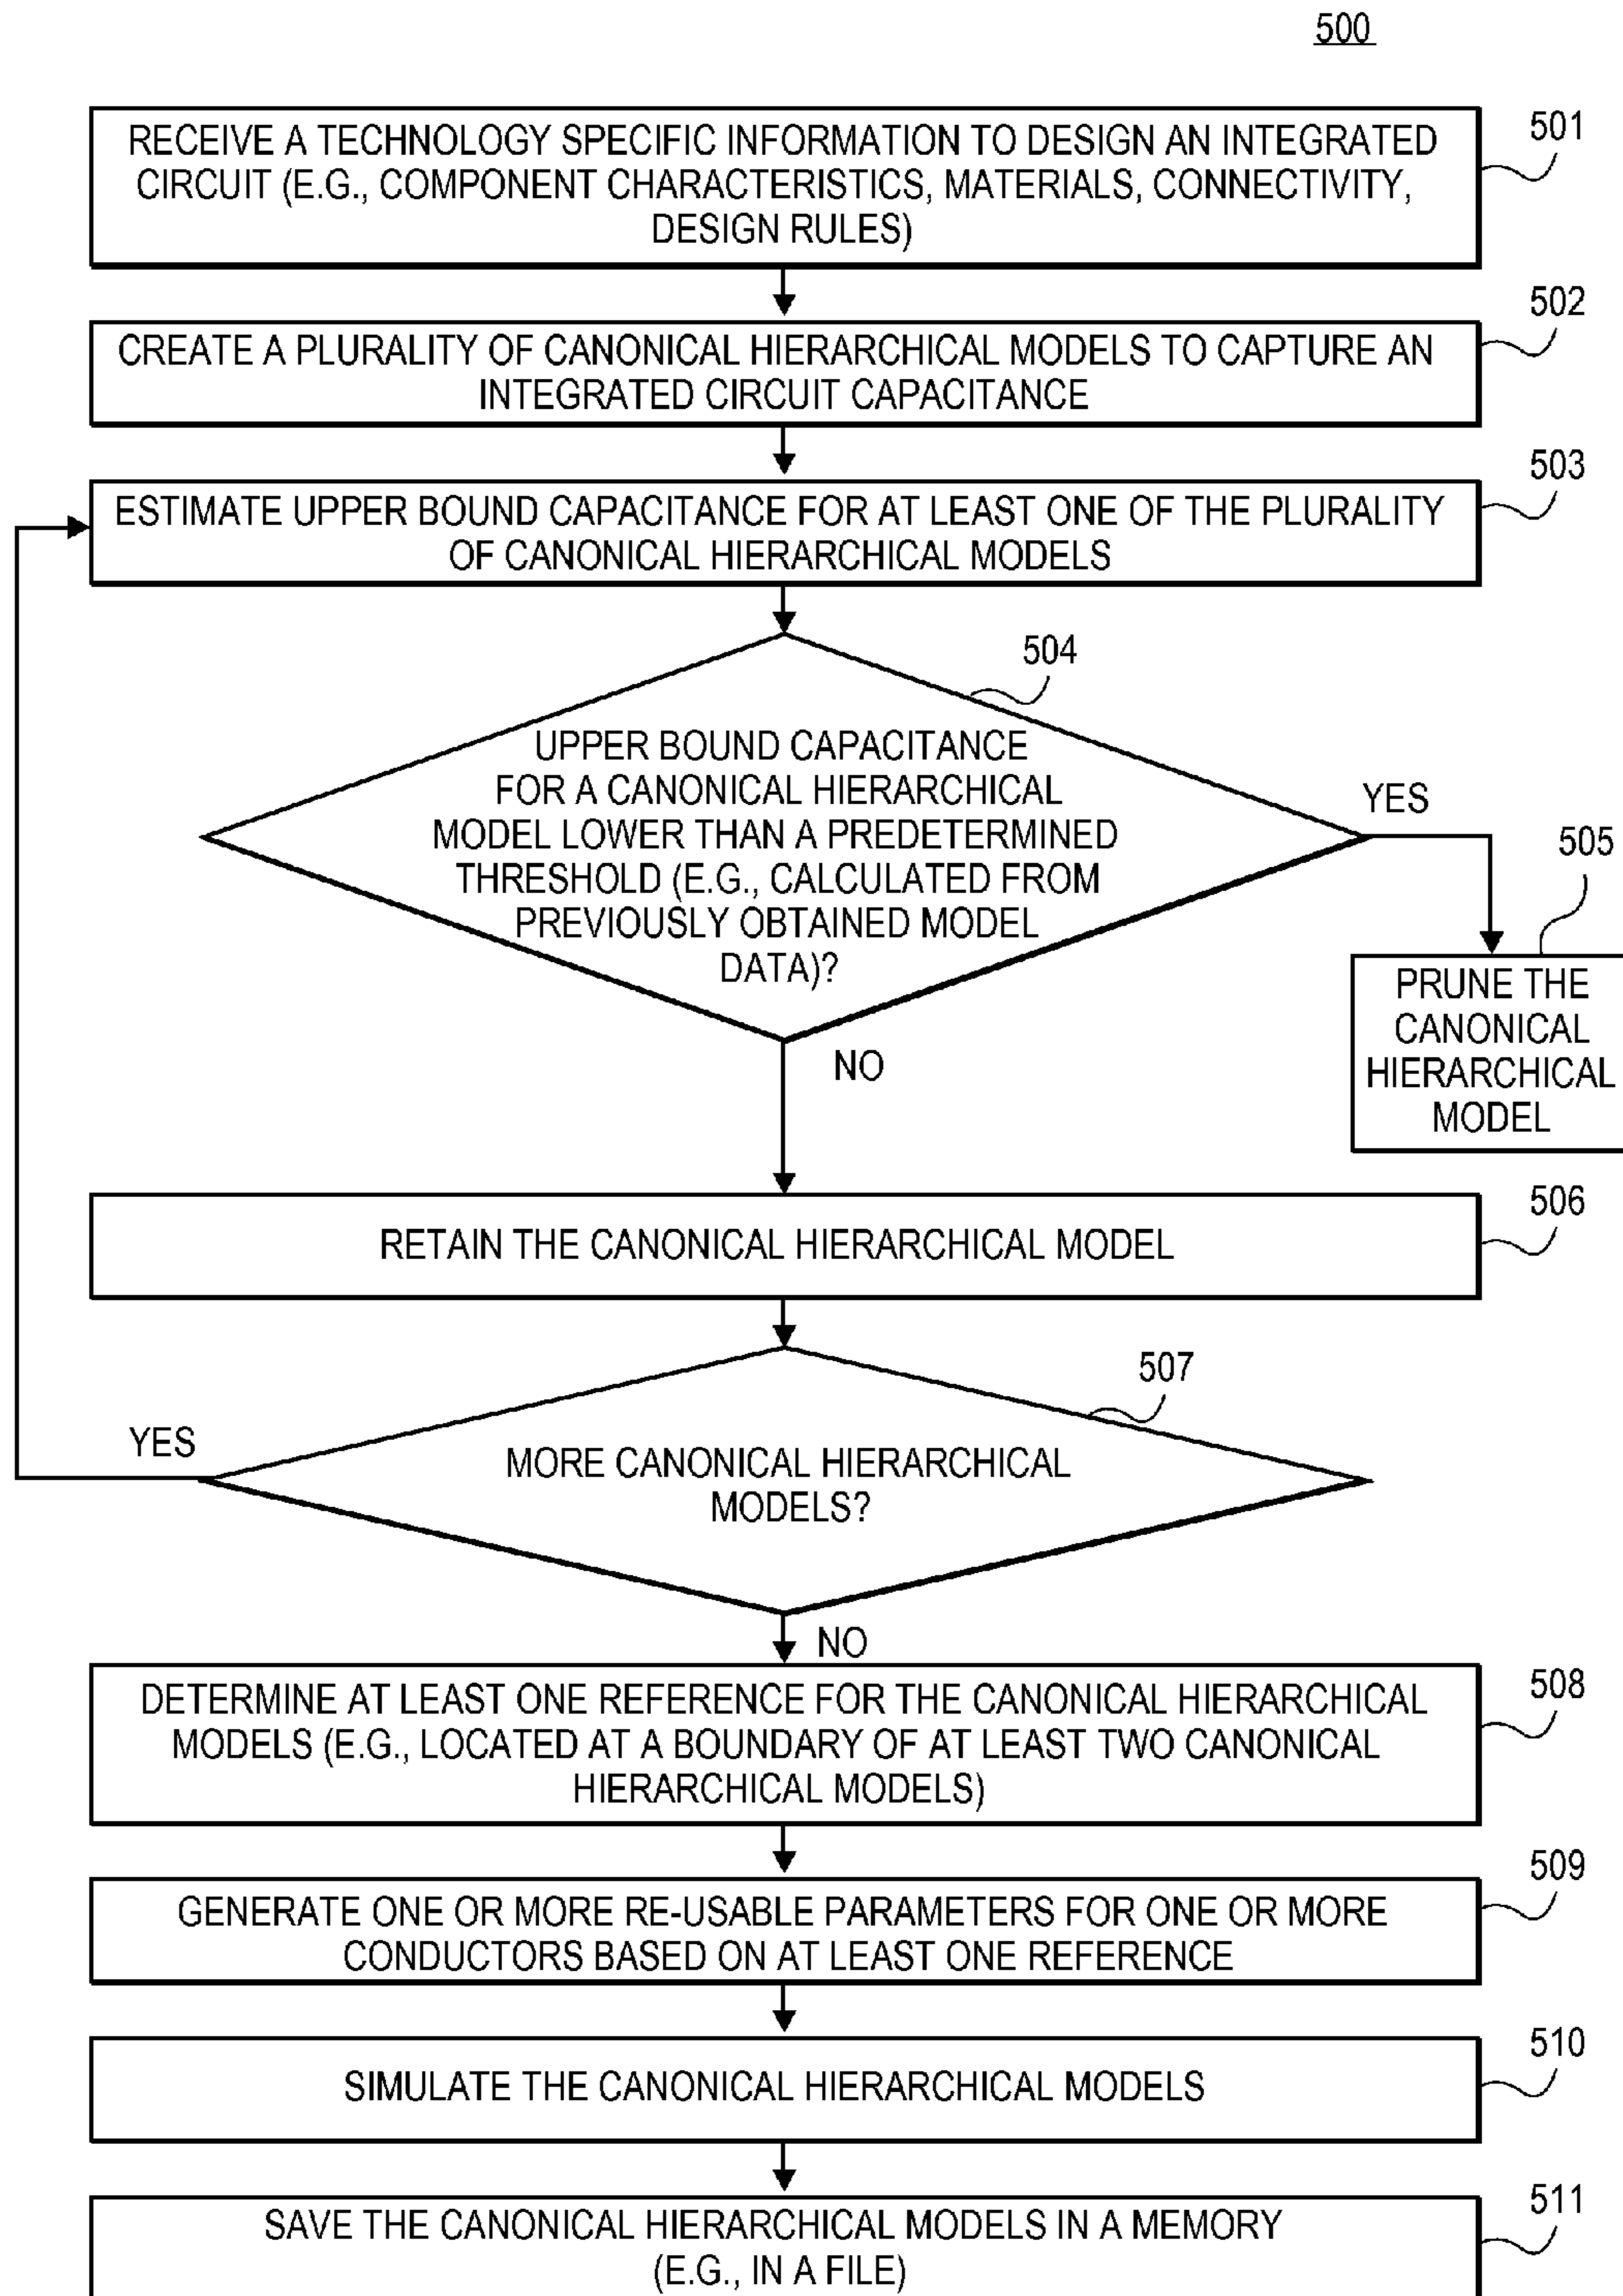 500
RECEIVE A TECHNOLOGY SPECIFIC INFORMATION TO DESIGN AN INTEGRATED
CIRCUIT (E.G., COMPONENT CHARACTERISTICS, MATERIALS, CONNECTIVITY,
DESIGN RULES)
501
CREATE A PLURALITY OF CANONICAL HIERARCHICAL MODELS TO CAPTURE AN
INTEGRATED CIRCUIT CAPACITANCE
502
ESTIMATE UPPER BOUND CAPACITANCE FOR AT LEAST ONE OF THE PLURALITY
OF CANONICAL HIERARCHICAL MODELS
503
504
UPPER BOUND CAPACITANCE
FOR A CANONICAL HIERARCHICAL
MODEL LOWER THAN A PREDETERMINED
THRESHOLD (E.G., CALCULATED FROM
PREVIOUSLY OBTAINED MODEL
DATA)?
YES
505
PRUNE THE
CANONICAL
HIERARCHICAL
MODEL
NO
RETAIN THE CANONICAL HIERARCHICAL MODEL
506
507
YES
MORE CANONICAL HIERARCHICAL
MODELS?
NO
DETERMINE AT LEAST ONE REFERENCE FOR THE CANONICAL HIERARCHICAL
MODELS (E.G., LOCATED AT A BOUNDARY OF AT LEAST TWO CANONICAL
HIERARCHICAL MODELS)
508
GENERATE ONE OR MORE RE-USABLE PARAMETERS FOR ONE OR MORE
CONDUCTORS BASED ON AT LEAST ONE REFERENCE
509
SIMULATE THE CANONICAL HIERARCHICAL MODELS
510
SAVE THE CANONICAL HIERARCHICAL MODELS IN A MEMORY
(E.G., IN A FILE)
511